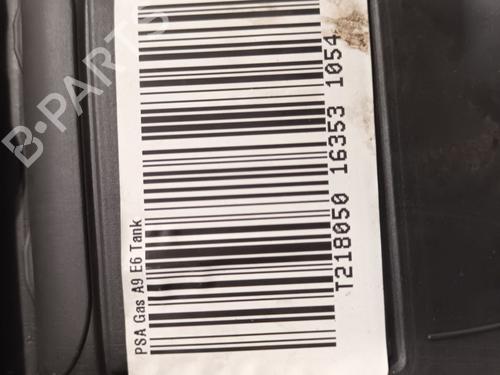 PSA Gas A9 E6 Tank
T218050 16353 1054
B-PARTS